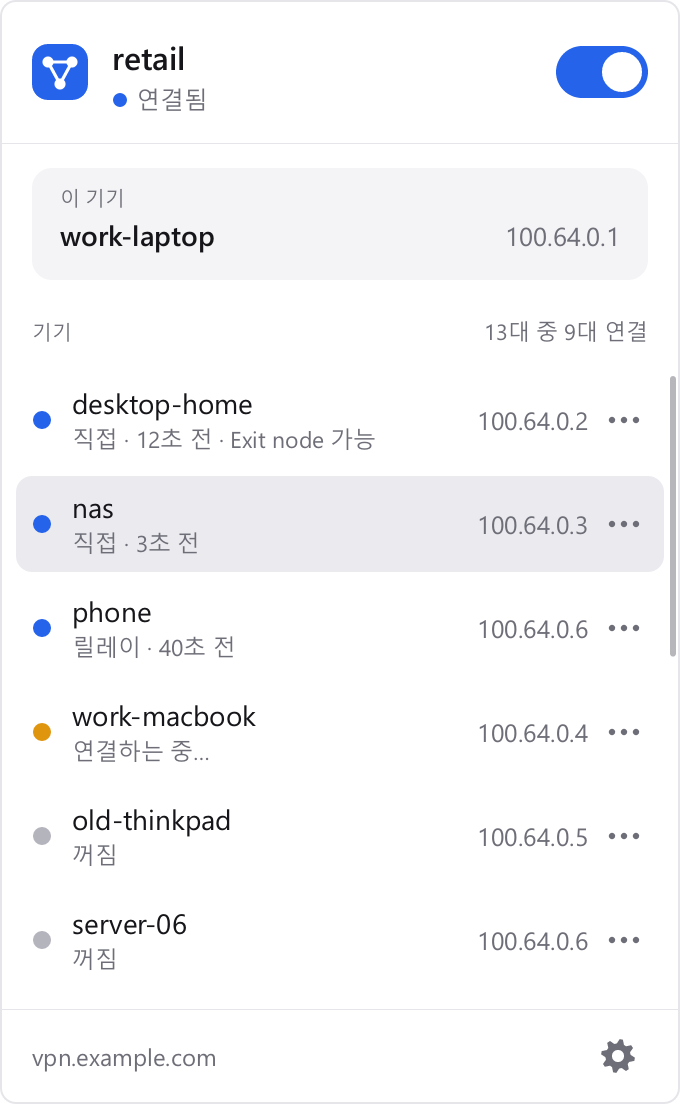 retail
연결됨
이 기기
work-laptop 100.64.0.1
기기 13대 중 9대 연결
desktop-home
직접 · 12초 전 · Exit node 가능
100.64.0.2
nas
직접 · 3초 전
100.64.0.3
phone
릴레이 · 40초 전
100.64.0.6
work-macbook
연결하는 중...
100.64.0.4
old-thinkpad
꺼짐
100.64.0.5
server-06
꺼짐
100.64.0.6
vpn.example.com